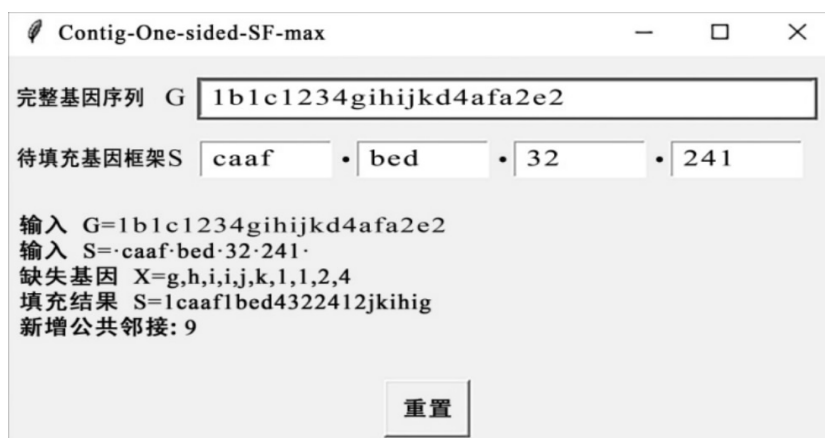 Contig-One-sided-SF-max
完整基因序列 G 1b1c1234gihijkd4afa2e2
待填充基因框架S caaf • bed • 32 • 241
输入 G=1b1c1234gihijkd4afa2e2
输入 S=·caaf·bed·32·241·
缺失基因 X=g,h,i,i,j,k,1,1,2,4
填充结果 S=1caaf1bed4322412jkihig
新增公共邻接: 9
重置